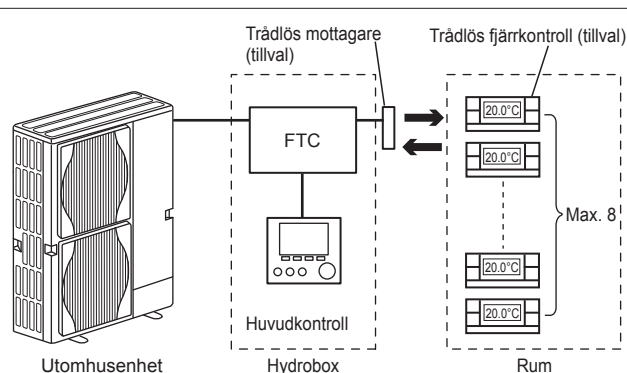 Trådlös mottagare
(tillval)
Trådlös fjärrkontroll (tillval)
FTC
20.0°C
20.0°C
Max. 8
20.0°C
20.0°C
Huvudkontroll
Utomhusenhet
Hydrobox
Rum